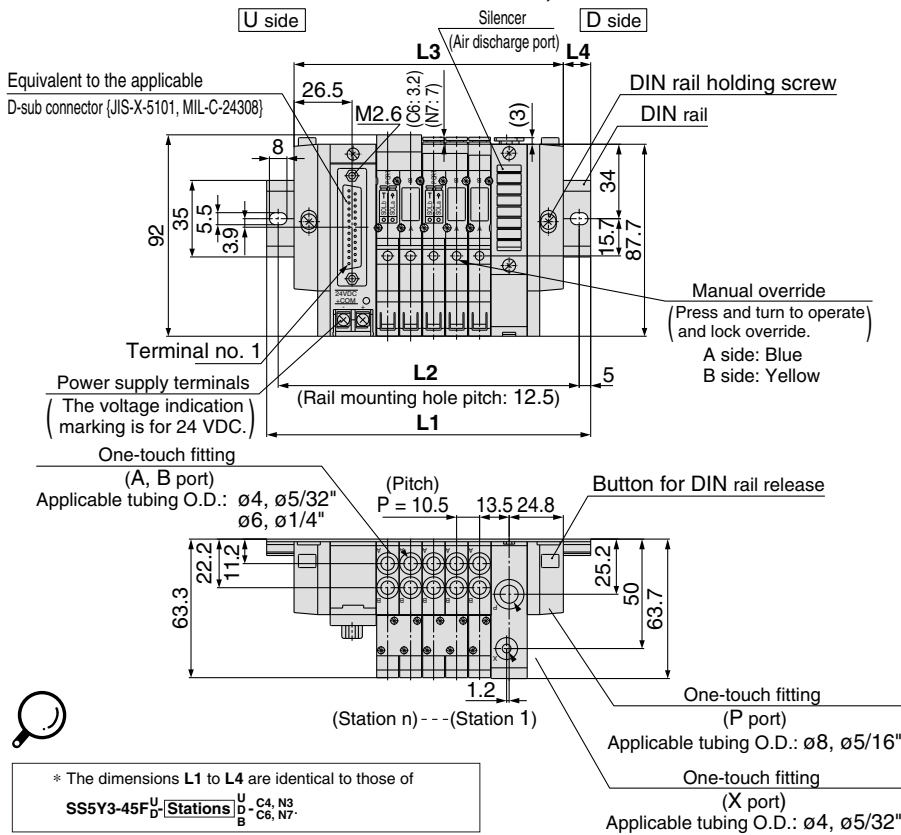 U side
Silencer
(Air discharge port)
D side
L3
L4
Equivalent to the applicable
D-sub connector {JIS-X-5101, MIL-C-24308}
26.5
M2.6
(C6: 3.2)
(N7: 7)
(3)
DIN rail holding screw
DIN rail
8
92
35
5.5
3.9
34
15.7
87.7
24VDC
+COM
- +
Manual override
(Press and turn to operate
and lock override.)
A side: Blue
B side: Yellow
Terminal no. 1
Power supply terminals
(The voltage indication
marking is for 24 VDC.)
L2
5
(Rail mounting hole pitch: 12.5)
L1
One-touch fitting
(A, B port)
Applicable tubing O.D.: ø4, ø5/32"
ø6, ø1/4"
(Pitch)
P = 10.5
13.5
24.8
Button for DIN rail release
63.3
22.2
11.2
25.2
50
63.7
P
X
1.2
(Station n)---(Station 1)
One-touch fitting
(P port)
Applicable tubing O.D.: ø8, ø5/16"
One-touch fitting
(X port)
Applicable tubing O.D.: ø4, ø5/32"
* The dimensions L1 to L4 are identical to those of
SS5Y3-45F U D - Stations U D B - C4, N3 C6, N7.